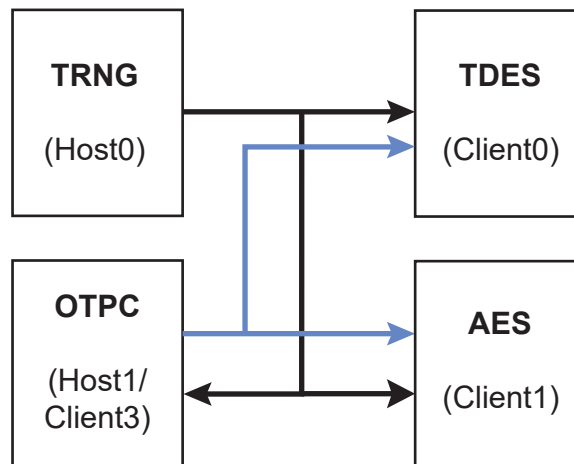 TRNG
(Host0)
TDES
(Client0)
OTPC
(Host1/
Client3)
AES
(Client1)